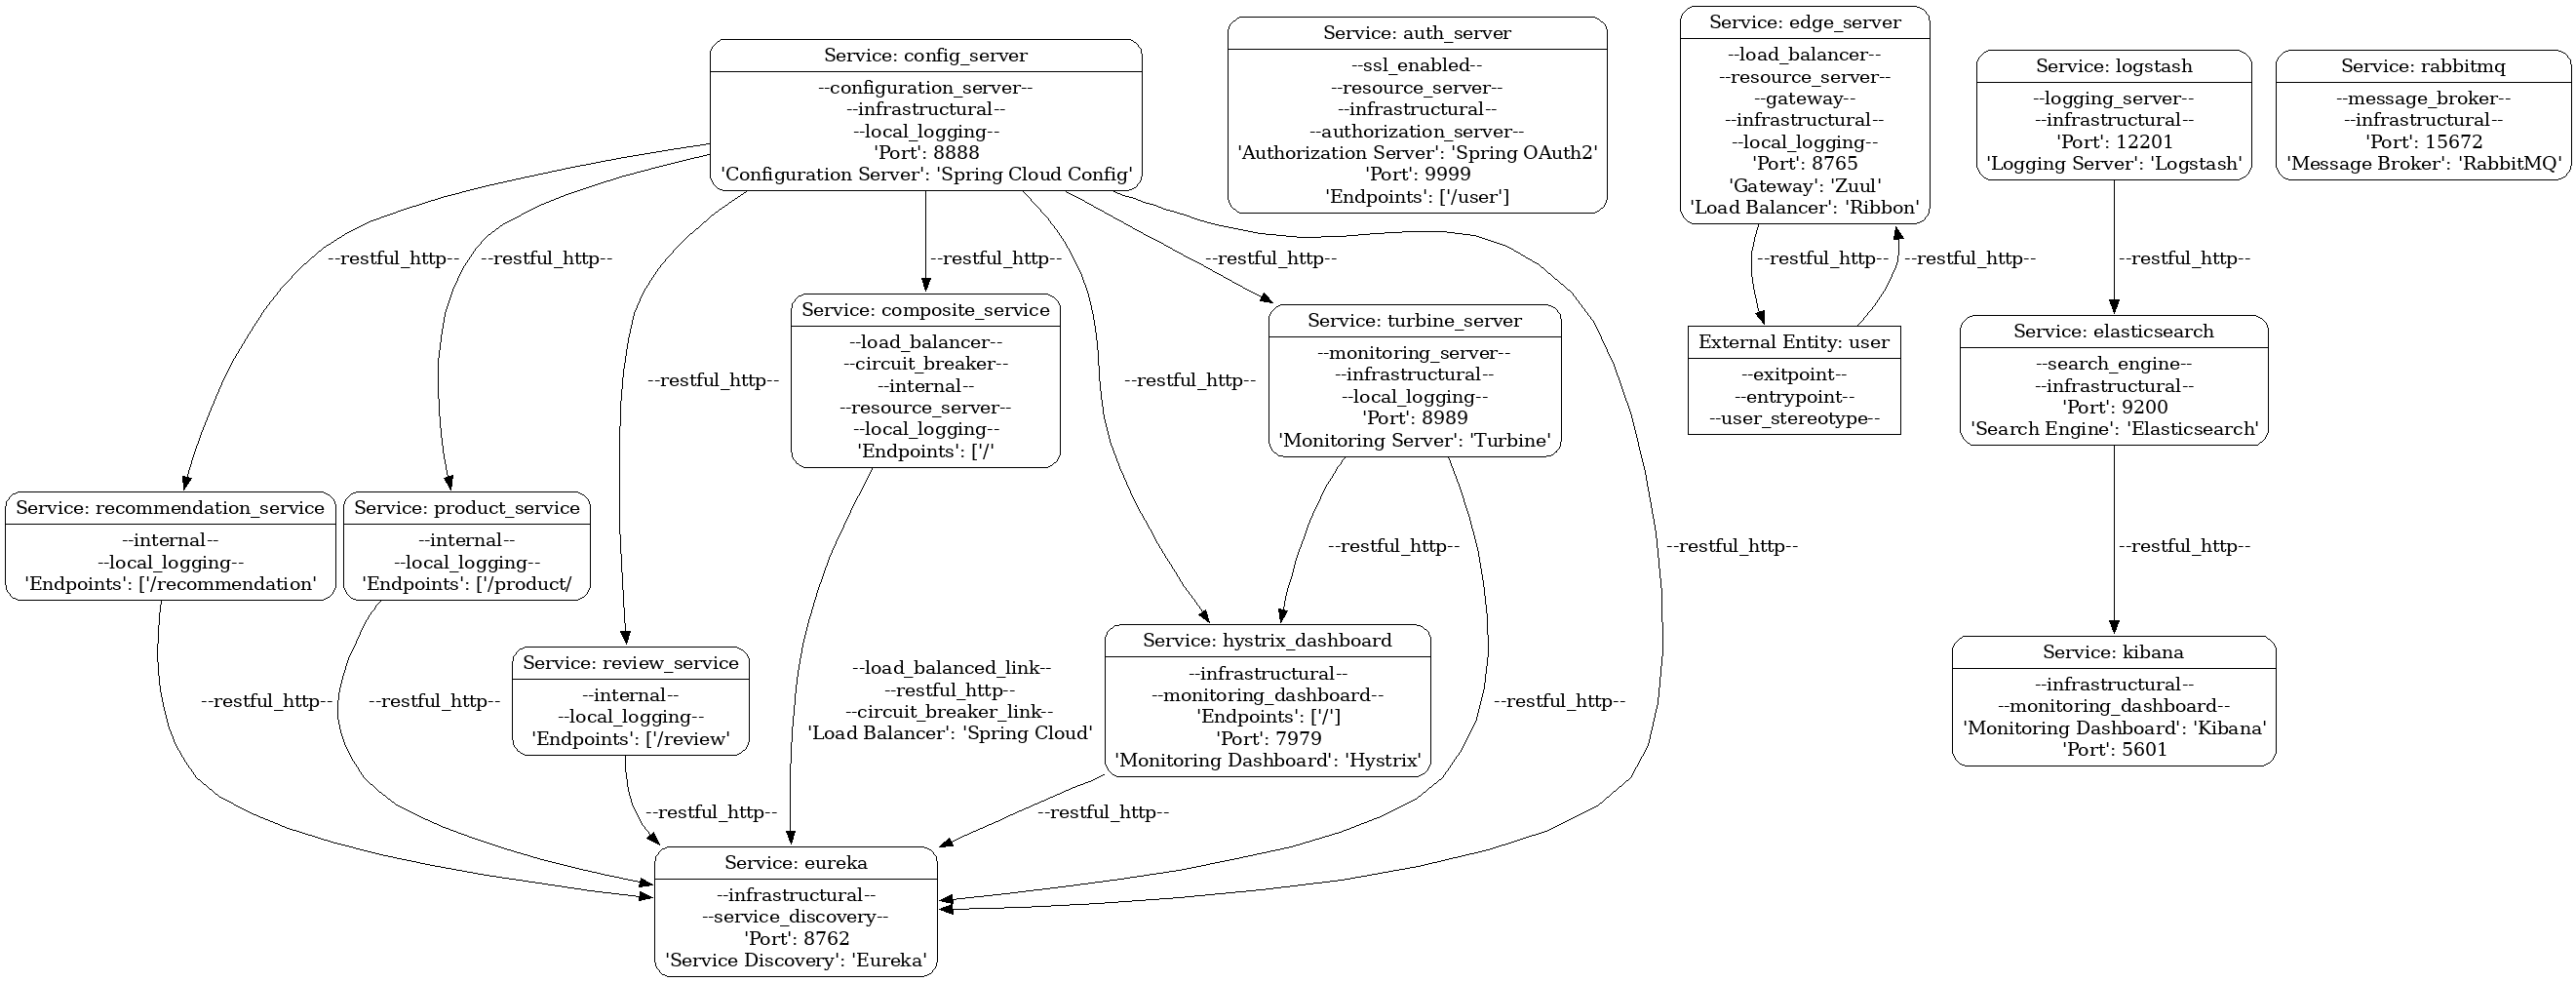 Service: config_server
--configuration_server--
--infrastructural--
--local_logging--
'Port': 8888
'Configuration Server': 'Spring Cloud Config'
Service: auth_server
--ssl_enabled--
--resource_server--
--infrastructural--
--authorization_server--
'Authorization Server': 'Spring OAuth2'
'Port': 9999
'Endpoints': ['/user']
Service: edge_server
--load_balancer--
--resource_server--
--gateway--
--infrastructural--
--local_logging--
'Port': 8765
'Gateway': 'Zuul'
'Load Balancer': 'Ribbon'
Service: logstash
--logging_server--
--infrastructural--
'Port': 12201
'Logging Server': 'Logstash'
Service: rabbitmq
--message_broker--
--infrastructural--
'Port': 15672
'Message Broker': 'RabbitMQ'
--restful_http--
--restful_http--
--restful_http--
--restful_http--
--restful_http--
--restful_http--
--restful_http--
Service: composite_service
--load_balancer--
--circuit_breaker--
--internal--
--resource_server--
--local_logging--
'Endpoints': ['/'
Service: turbine_server
--monitoring_server--
--infrastructural--
--local_logging--
'Port': 8989
'Monitoring Server': 'Turbine'
External Entity: user
--exitpoint--
--entrypoint--
--user_stereotype--
Service: elasticsearch
--search_engine--
--infrastructural--
'Port': 9200
'Search Engine': 'Elasticsearch'
--restful_http--
--restful_http--
Service: recommendation_service
--internal--
--local_logging--
'Endpoints': ['/recommendation'
Service: product_service
--internal--
--local_logging--
'Endpoints': ['/product/
--restful_http--
--restful_http--
--restful_http--
Service: review_service
--internal--
--local_logging--
'Endpoints': ['/review'
Service: hystrix_dashboard
--infrastructural--
--monitoring_dashboard--
'Endpoints': ['/']
'Port': 7979
'Monitoring Dashboard': 'Hystrix'
Service: kibana
--infrastructural--
--monitoring_dashboard--
'Monitoring Dashboard': 'Kibana'
'Port': 5601
--restful_http--
--restful_http--
--load_balanced_link--
--restful_http--
--circuit_breaker_link--
'Load Balancer': 'Spring Cloud'
--restful_http--
--restful_http--
--restful_http--
Service: eureka
--infrastructural--
--service_discovery--
'Port': 8762
'Service Discovery': 'Eureka'